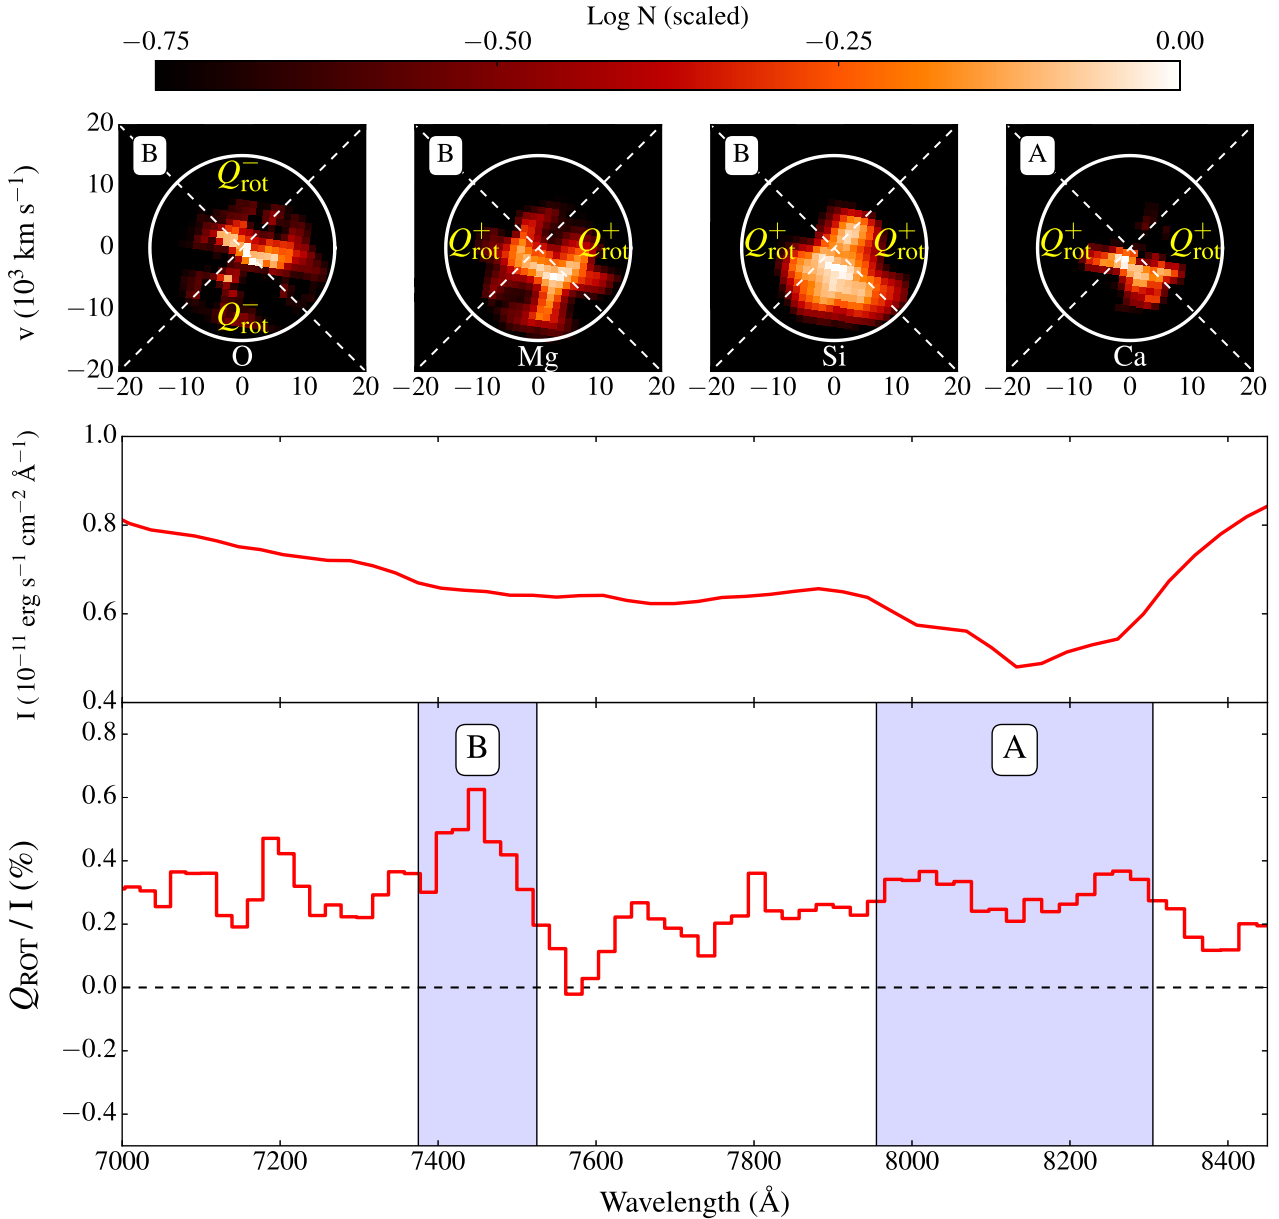 Log N (scaled)
−0.75 −0.50 −0.25 0.00
20 10 0 −10 −20
v (10³ km s⁻¹)
B Q⁻rot Q⁻rot O
B Q⁺rot Q⁺rot Mg
B Q⁺rot Q⁺rot Si
A Q⁺rot Q⁺rot Ca
−20 −10 0 10 20 −20 −10 0 10 20 −20 −10 0 10 20 −20 −10 0 10 20
I (10⁻¹¹ erg s⁻¹ cm⁻² Å⁻¹)
1.0
0.8
0.6
0.4
Q_ROT / I (%)
0.8
0.6
0.4
0.2
0.0
−0.2
−0.4
B A
7000 7200 7400 7600 7800 8000 8200 8400
Wavelength (Å)